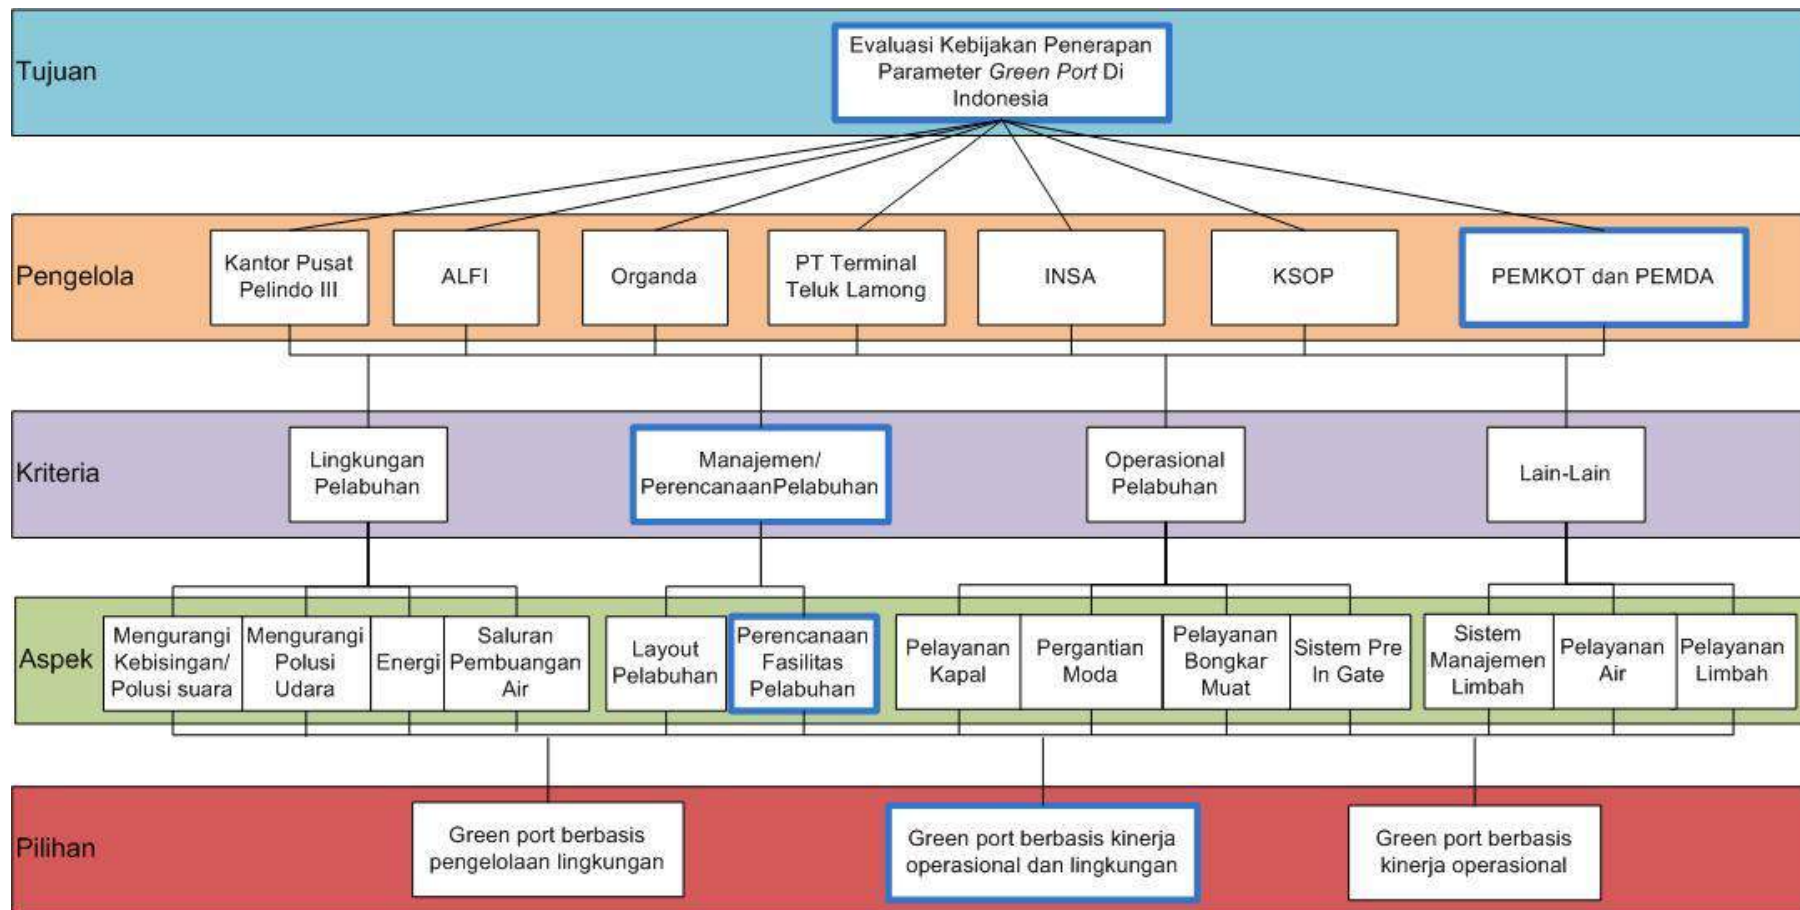 Evaluasi Kebijakan Penerapan
Parameter Green Port Di
Indonesia
Tujuan
Pengelola
Kantor Pusat
Pelindo III
ALFI
Organda
PT Terminal
Teluk Lamong
INSA
KSOP
PEMKOT dan PEMDA
Kriteria
Lingkungan
Pelabuhan
Manajemen/
PerencanaanPelabuhan
Operasional
Pelabuhan
Lain-Lain
Aspek
Mengurangi
Kebisingan/
Polusi suara
Mengurangi
Polusi
Udara
Energi
Saluran
Pembuangan
Air
Layout
Pelabuhan
Perencanaan
Fasilitas
Pelabuhan
Pelayanan
Kapal
Pergantian
Moda
Pelayanan
Bongkar
Muat
Sistem Pre
In Gate
Sistem
Manajemen
Limbah
Pelayanan
Air
Pelayanan
Limbah
Pilihan
Green port berbasis
pengelolaan lingkungan
Green port berbasis kinerja
operasional dan lingkungan
Green port berbasis
kinerja operasional